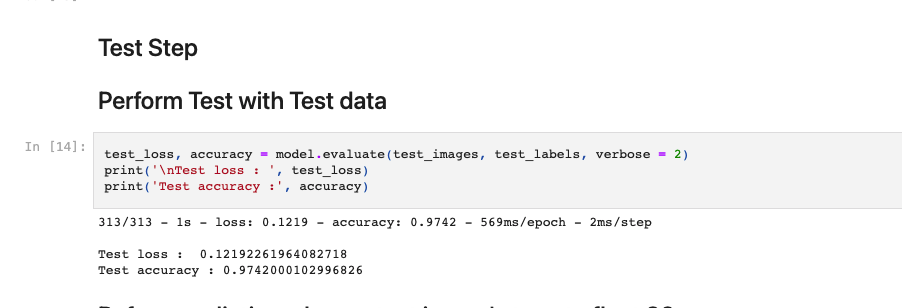 Test Step
Perform Test with Test data
In [14]:
test_loss, accuracy = model.evaluate(test_images, test_labels, verbose = 2)
print('\nTest loss : ', test_loss)
print('Test accuracy :', accuracy)
313/313 - 1s - loss: 0.1219 - accuracy: 0.9742 - 569ms/epoch - 2ms/step
Test loss :  0.12192261964082718
Test accuracy : 0.9742000102996826